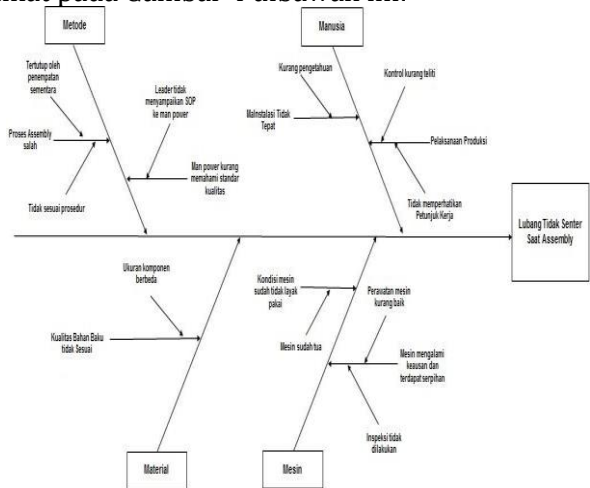 Metode
Manusia
Tertutup oleh
penempatan
sementara
Leader tidak
menyampaikan SOP
ke man power
Proses Assembly
salah
Man power kurang
memahami standar
kualitas
Tidak sesuai prosedur
Kurang pengetahuan
Kontrol kurang teliti
MaInstalasi Tidak
Tepat
Pelaksanaan Produksi
Tidak memperhatikan
Petunjuk Kerja
Lubang Tidak Senter
Saat Assembly
Ukuran komponen
berbeda
Kualitas Bahan Baku
tidak Sesuai
Kondisi mesin
sudah tidak layak
pakai
Perawatan mesin
kurang baik
Mesin sudah tua
Mesin mengalami
keausan dan
terdapat serpihan
Inspeksi tidak
dilakukan
Material
Mesin